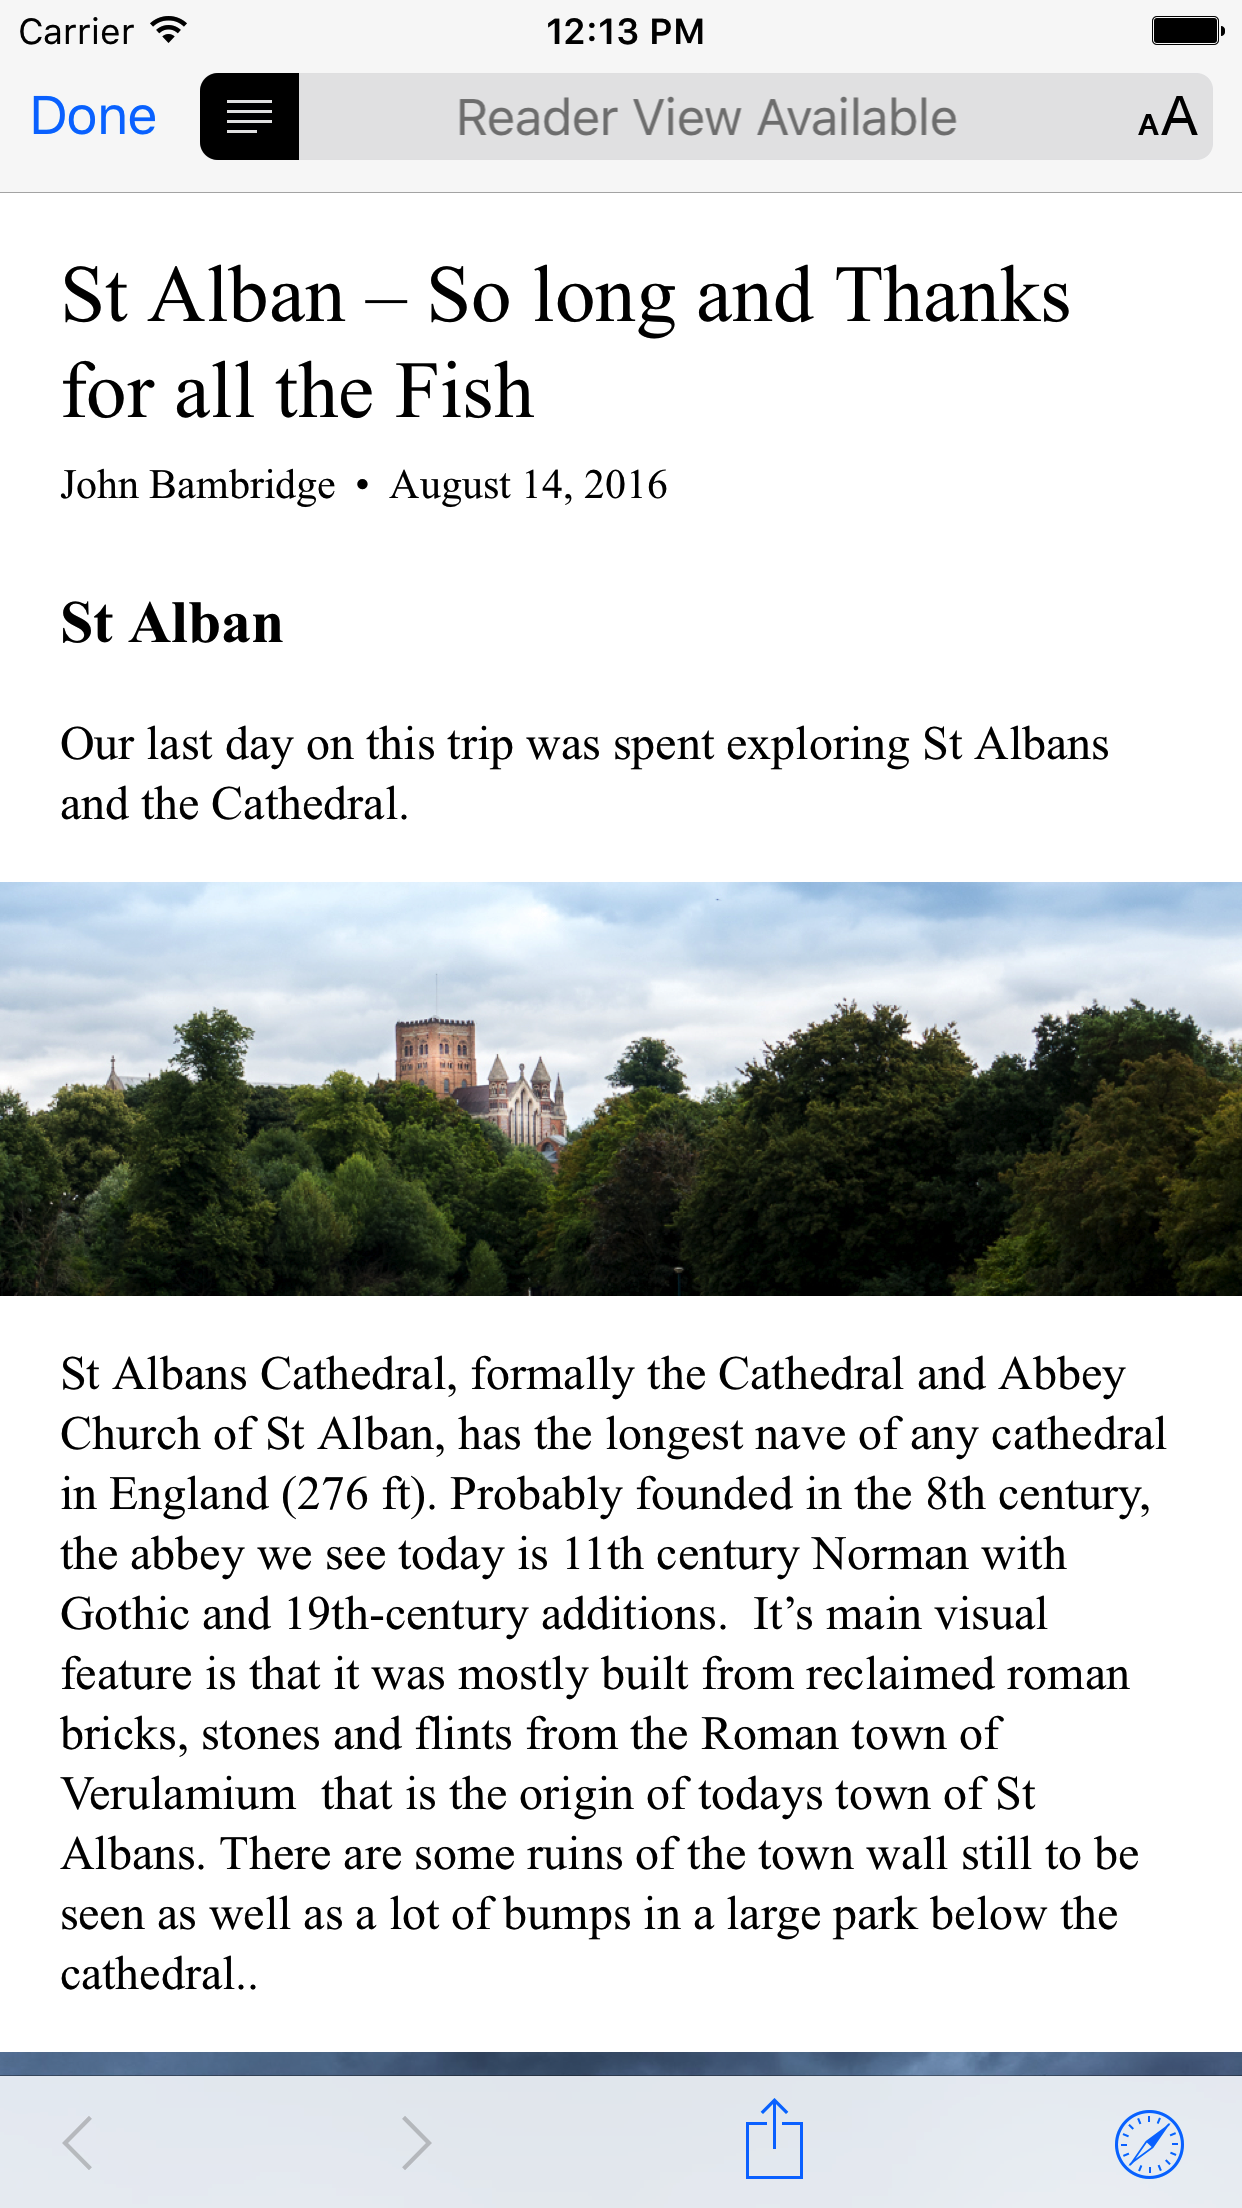 Carrier 12:13 PM
Done Reader View Available AA
St Alban – So long and Thanks
for all the Fish
John Bambridge • August 14, 2016
St Alban
Our last day on this trip was spent exploring St Albans
and the Cathedral.
St Albans Cathedral, formally the Cathedral and Abbey
Church of St Alban, has the longest nave of any cathedral
in England (276 ft). Probably founded in the 8th century,
the abbey we see today is 11th century Norman with
Gothic and 19th-century additions.  It’s main visual
feature is that it was mostly built from reclaimed roman
bricks, stones and flints from the Roman town of
Verulamium  that is the origin of todays town of St
Albans. There are some ruins of the town wall still to be
seen as well as a lot of bumps in a large park below the
cathedral..